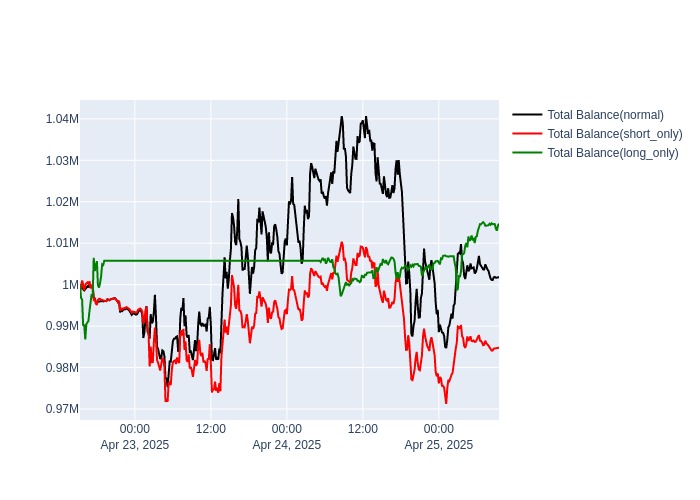 1.04M
1.03M
1.02M
1.01M
1M
0.99M
0.98M
0.97M
00:00
Apr 23, 2025
12:00
00:00
Apr 24, 2025
12:00
00:00
Apr 25, 2025
Total Balance(normal)
Total Balance(short_only)
Total Balance(long_only)